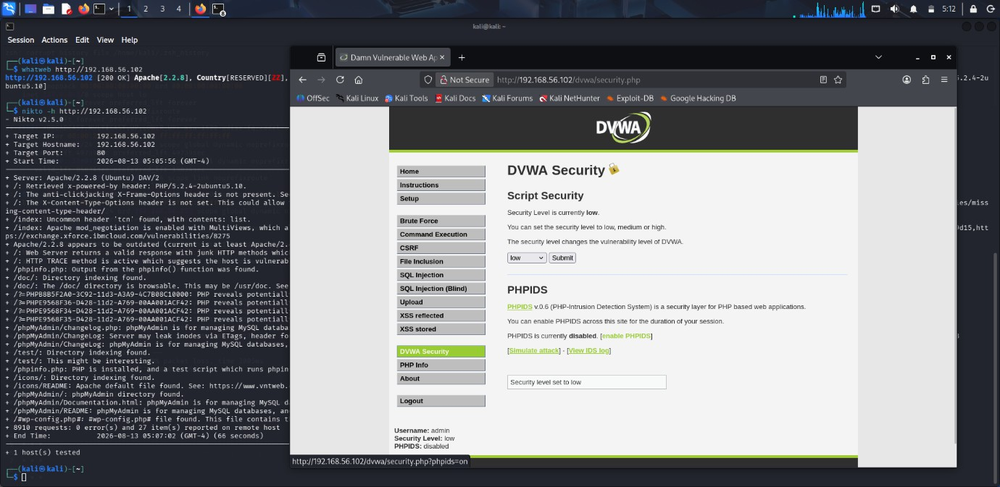 1 2 3 4
5:12
kali@kali: ~
Session Actions Edit View Help
┌──(kali㉿kali)-[~]
└─$ whatweb http://192.168.56.102
http://192.168.56.102 [200 OK] Apache[2.2.8], Country[RESERVED][ZZ],
buntu5.10]
┌──(kali㉿kali)-[~]
└─$ nikto -h http://192.168.56.102
- Nikto v2.5.0
+ Target IP: 192.168.56.102
+ Target Hostname: 192.168.56.102
+ Target Port: 80
+ Start Time: 2026-08-13 05:05:56 (GMT-4)
+ Server: Apache/2.2.8 (Ubuntu) DAV/2
+ /: Retrieved x-powered-by header: PHP/5.2.4-2ubuntu5.10.
+ /: The anti-clickjacking X-Frame-Options header is not present. Se
+ /: The X-Content-Type-Options header is not set. This could allow
ing-content-type-header/
+ /index: Uncommon header 'tcn' found, with contents: list.
+ /index: Apache mod_negotiation is enabled with MultiViews, which a
ps://exchange.xforce.ibmcloud.com/vulnerabilities/8275
+ Apache/2.2.8 appears to be outdated (current is at least Apache/2.
+ /: Web Server returns a valid response with junk HTTP methods whic
+ /: HTTP TRACE method is active which suggests the host is vulnerab
+ /phpinfo.php: Output from the phpinfo() function was found.
+ /doc/: Directory indexing found.
+ /doc/: The /doc/ directory is browsable. This may be /usr/doc. See
+ /?=PHPB8B5F2A0-3C92-11d3-A3A9-4C7B08C10000: PHP reveals potentiall
+ /?=PHPE9568F36-D428-11d2-A769-00AA001ACF42: PHP reveals potentiall
+ /?=PHPE9568F34-D428-11d2-A769-00AA001ACF42: PHP reveals potentiall
+ /?=PHPE9568F35-D428-11d2-A769-00AA001ACF42: PHP reveals potentiall
+ /phpMyAdmin/changelog.php: phpMyAdmin is for managing MySQL databa
+ /phpMyAdmin/ChangeLog: Server may leak inodes via ETags, header fo
+ /phpMyAdmin/ChangeLog: phpMyAdmin is for managing MySQL databases,
+ /test/: Directory indexing found.
+ /test/: This might be interesting.
+ /phpinfo.php: PHP is installed, and a test script which runs phpin
+ /icons/: Directory indexing found.
+ /icons/README: Apache default file found. See: https://www.vntweb.
+ /phpMyAdmin/: phpMyAdmin directory found.
+ /phpMyAdmin/Documentation.html: phpMyAdmin is for managing MySQL d
+ /phpMyAdmin/README: phpMyAdmin is for managing MySQL databases, an
+ /#wp-config.php#: #wp-config.php# file found. This file contains t
+ 8910 requests: 0 error(s) and 27 item(s) reported on remote host
+ End Time: 2026-08-13 05:07:02 (GMT-4) (66 seconds)
+ 1 host(s) tested
┌──(kali㉿kali)-[~]
└─$
Damn Vulnerable Web Ap
Not Secure http://192.168.56.102/dvwa/security.php
OffSec Kali Linux Kali Tools Kali Docs Kali Forums Kali NetHunter Exploit-DB Google Hacking DB
DVWA
Home
Instructions
Setup
Brute Force
Command Execution
CSRF
File Inclusion
SQL Injection
SQL Injection (Blind)
Upload
XSS reflected
XSS stored
DVWA Security
PHP Info
About
Logout
Username: admin
Security Level: low
PHPIDS: disabled
DVWA Security
Script Security
Security Level is currently low.
You can set the security level to low, medium or high.
The security level changes the vulnerability level of DVWA.
low Submit
PHPIDS
PHPIDS v.0.6 (PHP-Intrusion Detection System) is a security layer for PHP based web applications.
You can enable PHPIDS across this site for the duration of your session.
PHPIDS is currently disabled. [enable PHPIDS]
[Simulate attack] - [View IDS log]
Security level set to low
http://192.168.56.102/dvwa/security.php?phpids=on
5.2.4-2u
es/miss
9d15,htt